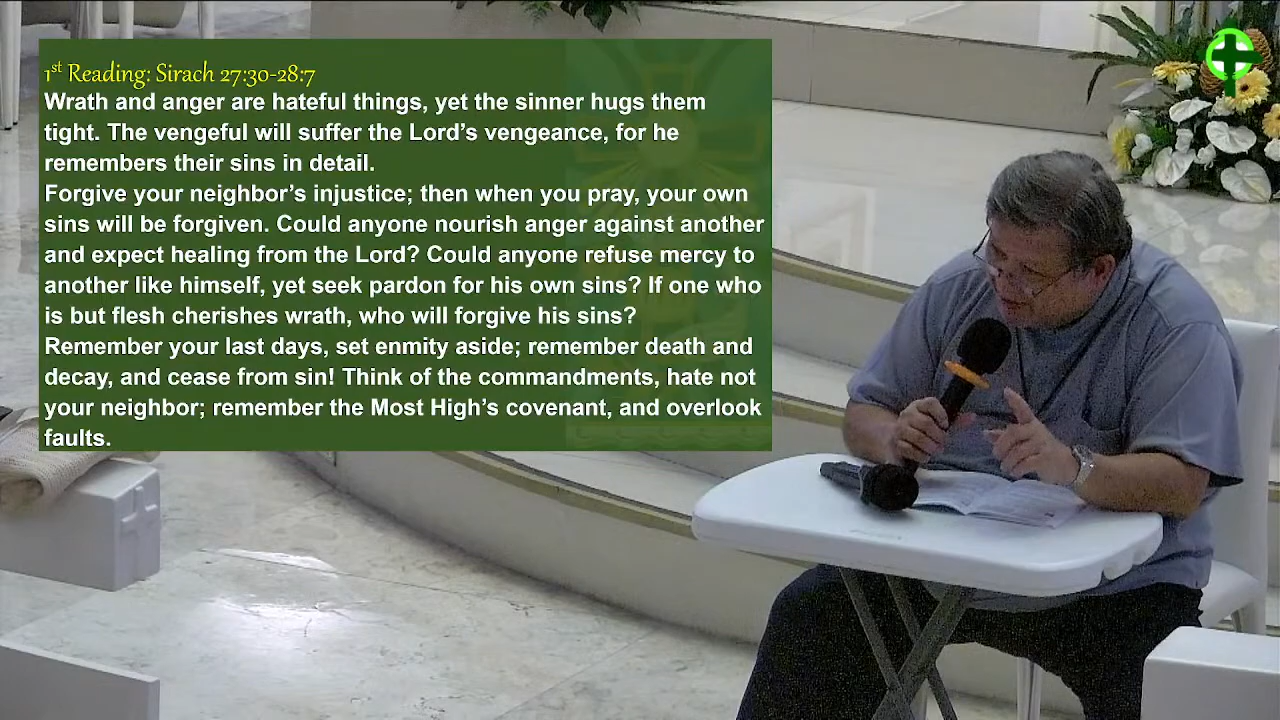 1st Reading: Sirach 27:30-28:7
Wrath and anger are hateful things, yet the sinner hugs them
tight. The vengeful will suffer the Lord's vengeance, for he
remembers their sins in detail.
Forgive your neighbor's injustice; then when you pray, your own
sins will be forgiven. Could anyone nourish anger against another
and expect healing from the Lord? Could anyone refuse mercy to
another like himself, yet seek pardon for his own sins? If one who
is but flesh cherishes wrath, who will forgive his sins?
Remember your last days, set enmity aside; remember death and
decay, and cease from sin! Think of the commandments, hate not
your neighbor; remember the Most High's covenant, and overlook
faults.